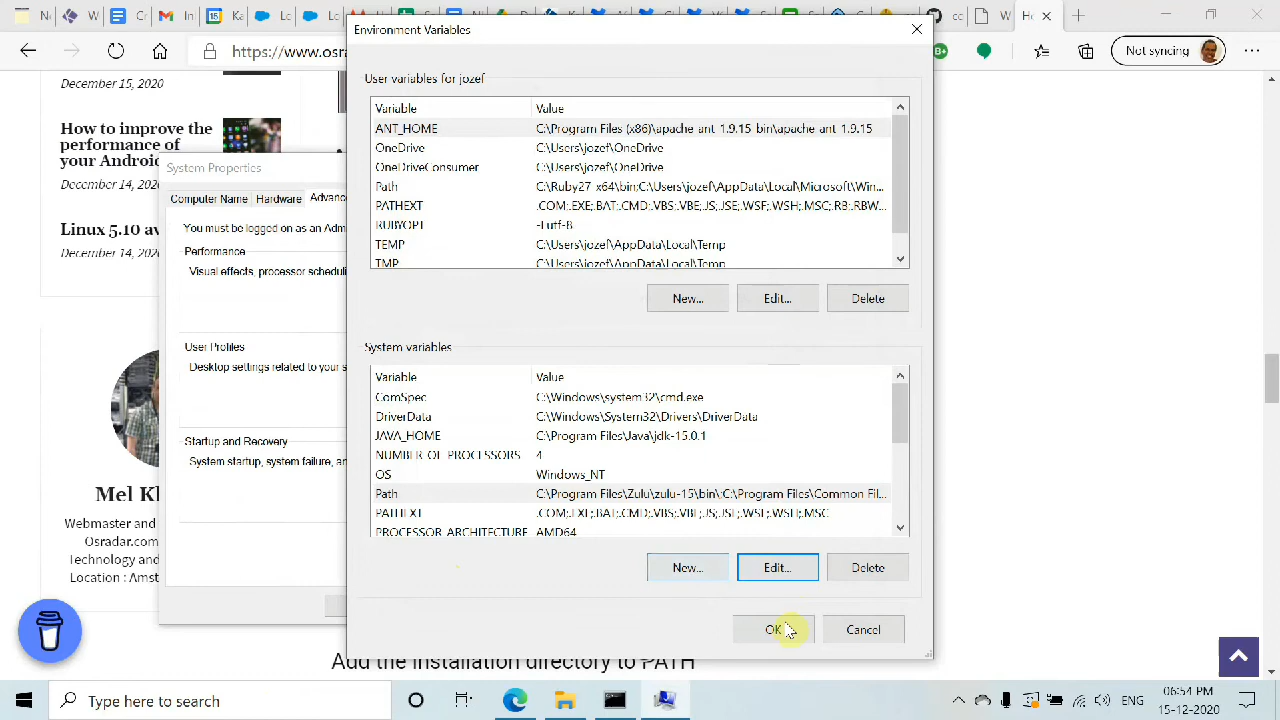 Environment Variables
15
W
H
https://www.osra
Not syncing
December 15, 2020
How to improve the
performance of
your Android
December 14, 202
Linux 5.10 av
December 14, 202
System Properties
Computer Name
Hardware
Advanc
You must be logged on as an Adm
Performance
Visual effects, processor scheduli
User Profiles
Desktop settings related to your s
Startup and Recovery
System startup, system failure, an
Mel Kh
Webmaster and
Osradar.com
Technology and
Location : Amst
User variables for jozef
Variable Value
ANT_HOME C:\Program Files (x86)\apache-ant-1.9.15-bin\apache-ant-1.9.15
OneDrive C:\Users\jozef\OneDrive
OneDriveConsumer C:\Users\jozef\OneDrive
Path C:\Ruby27-x64\bin;C:\Users\jozef\AppData\Local\Microsoft\Win...
PATHEXT .COM;.EXE;.BAT;.CMD;.VBS;.VBE;.JS;.JSE;.WSF;.WSH;.MSC;.RB;.RBW...
RUBYOPT -Eutf-8
TEMP C:\Users\jozef\AppData\Local\Temp
TMP C:\Users\jozef\AppData\Local\Temp
New... Edit... Delete
System variables
Variable Value
ComSpec C:\Windows\system32\cmd.exe
DriverData C:\Windows\System32\Drivers\DriverData
JAVA_HOME C:\Program Files\Java\jdk-15.0.1
NUMBER_OF_PROCESSORS 4
OS Windows_NT
Path C:\Program Files\Zulu\zulu-15\bin\;C:\Program Files\Common Fil...
PATHEXT .COM;.EXE;.BAT;.CMD;.VBS;.VBE;.JS;.JSE;.WSF;.WSH;.MSC
PROCESSOR_ARCHITECTURE AMD64
New... Edit... Delete
OK Cancel
Add the installation directory to PATH
Type here to search
ENG
06:54 PM
15-12-2020